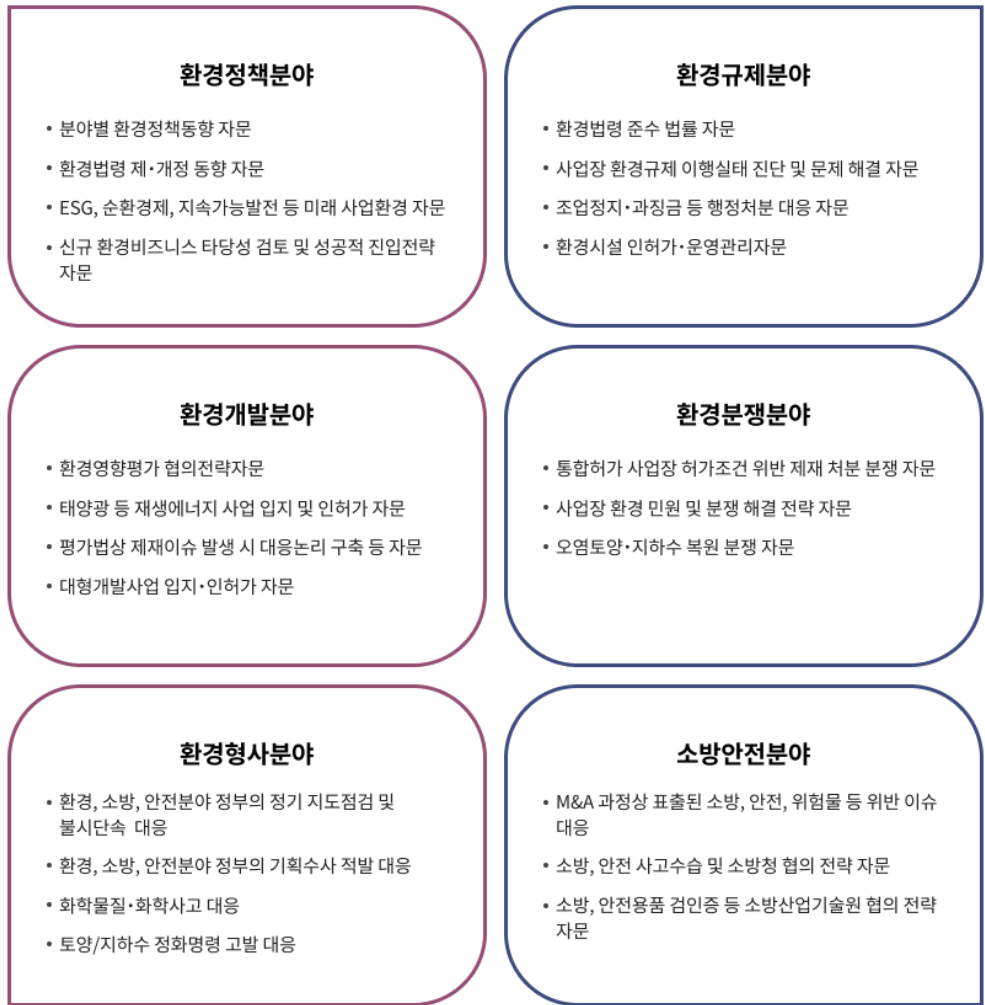 환경정책분야
• 분야별 환경정책동향 자문
• 환경법령 제·개정 동향 자문
• ESG, 순환경제, 지속가능발전 등 미래 사업환경 자문
• 신규 환경비즈니스 타당성 검토 및 성공적 진입전략
자문
환경규제분야
• 환경법령 준수 법률 자문
• 사업장 환경규제 이행실태 진단 및 문제 해결 자문
• 조업정지·과징금 등 행정처분 대응 자문
• 환경시설 인허가·운영관리자문
환경개발분야
• 환경영향평가 협의전략자문
• 태양광 등 재생에너지 사업 입지 및 인허가 자문
• 평가법상 제재이슈 발생 시 대응논리 구축 등 자문
• 대형개발사업 입지·인허가 자문
환경분쟁분야
• 통합허가 사업장 허가조건 위반 제재 처분 분쟁 자문
• 사업장 환경 민원 및 분쟁 해결 전략 자문
• 오염토양·지하수 복원 분쟁 자문
환경형사분야
• 환경, 소방, 안전분야 정부의 정기 지도점검 및
불시단속 대응
• 환경, 소방, 안전분야 정부의 기획수사 적발 대응
• 화학물질·화학사고 대응
• 토양/지하수 정화명령 고발 대응
소방안전분야
• M&A 과정상 표출된 소방, 안전, 위험물 등 위반 이슈
대응
• 소방, 안전 사고수습 및 소방청 협의 전략 자문
• 소방, 안전용품 검인증 등 소방산업기술원 협의 전략
자문